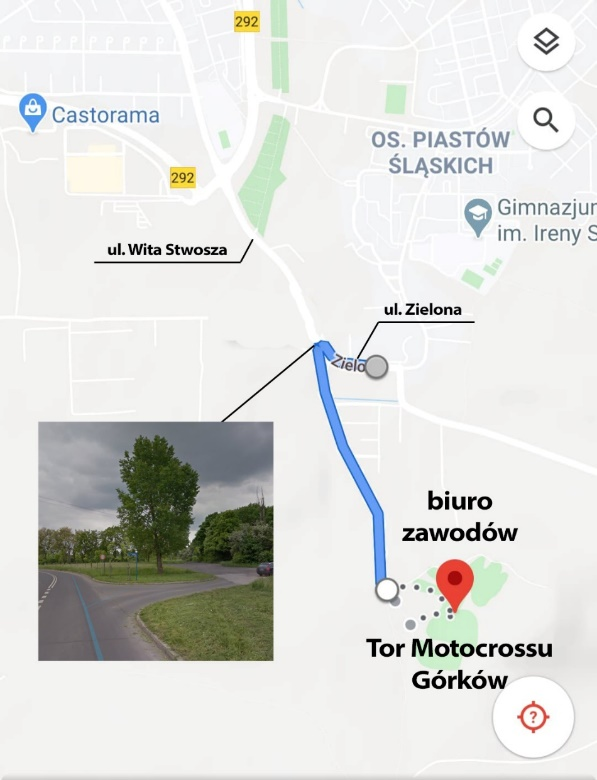 292
Castorama
OS. PIASTÓW
ŚLĄSKICH
292
Gimnazjur
im. Ireny S
ul. Wita Stwosza
ul. Zielona
Zielo
biuro
zawodów
Tor Motocrossu
Górków
?